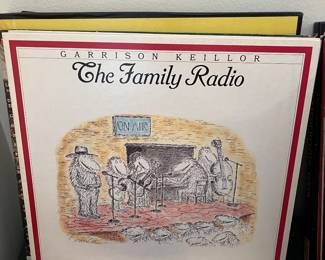 GARRISON KEILLOR
The Family Radio
ON AIR